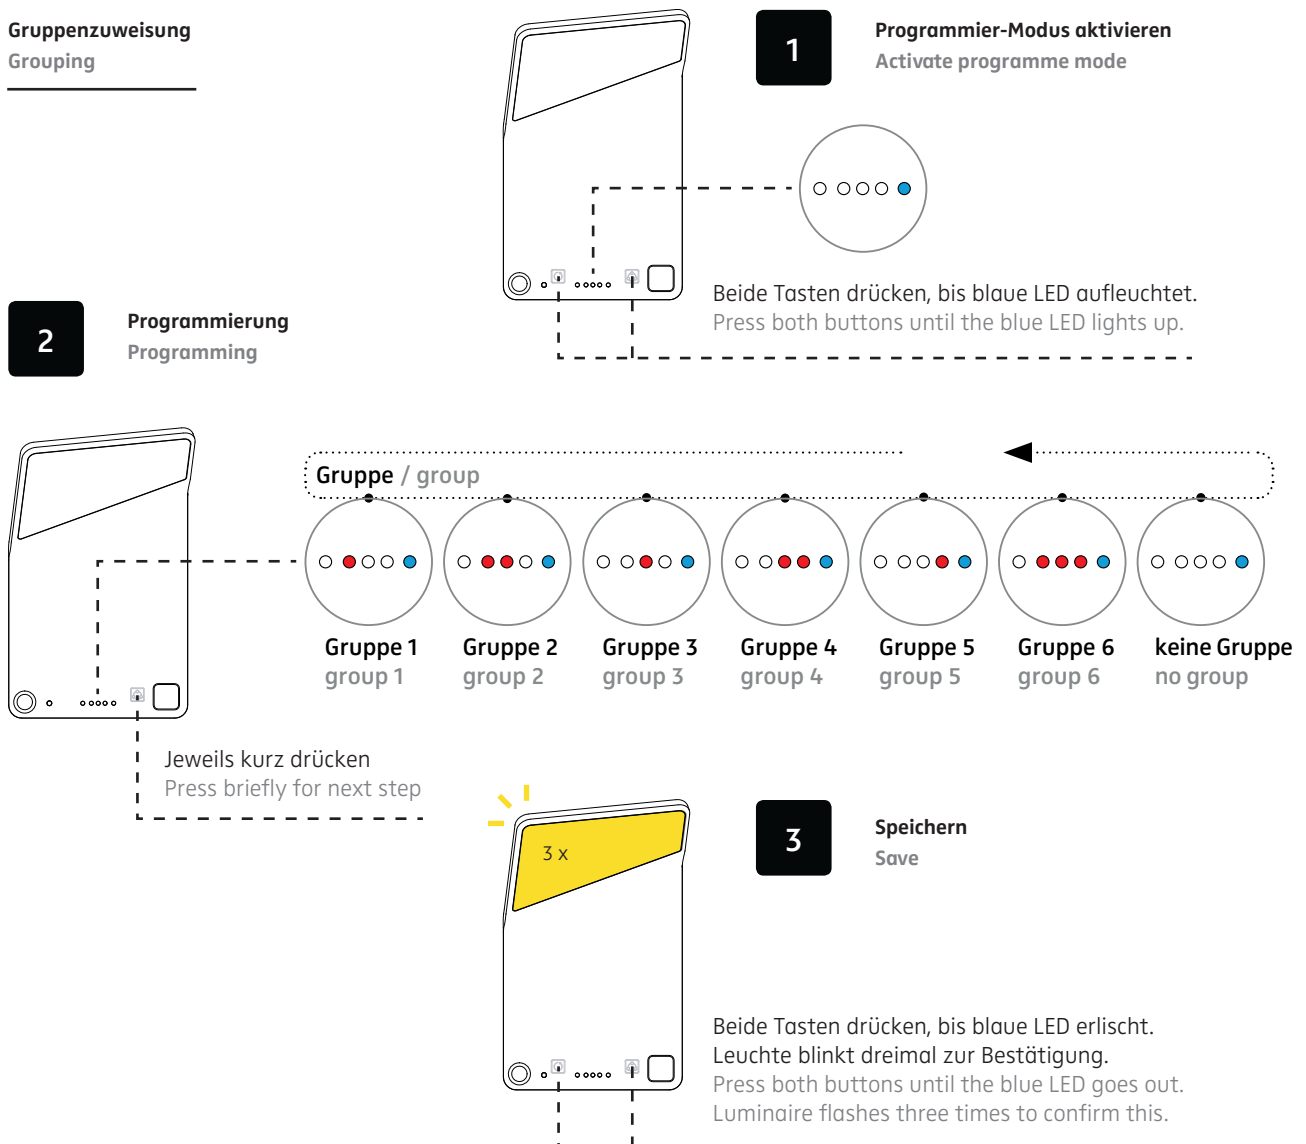 Gruppenzuweisung
Grouping
1
Programmier-Modus aktivieren
Activate programme mode
Beide Tasten drücken, bis blaue LED aufleuchtet.
Press both buttons until the blue LED lights up.
2
Programmierung
Programming
Gruppe / group
Gruppe 1
group 1
Gruppe 2
group 2
Gruppe 3
group 3
Gruppe 4
group 4
Gruppe 5
group 5
Gruppe 6
group 6
keine Gruppe
no group
Jeweils kurz drücken
Press briefly for next step
3 x
3
Speichern
Save
Beide Tasten drücken, bis blaue LED erlischt.
Leuchte blinkt dreimal zur Bestätigung.
Press both buttons until the blue LED goes out.
Luminaire flashes three times to confirm this.